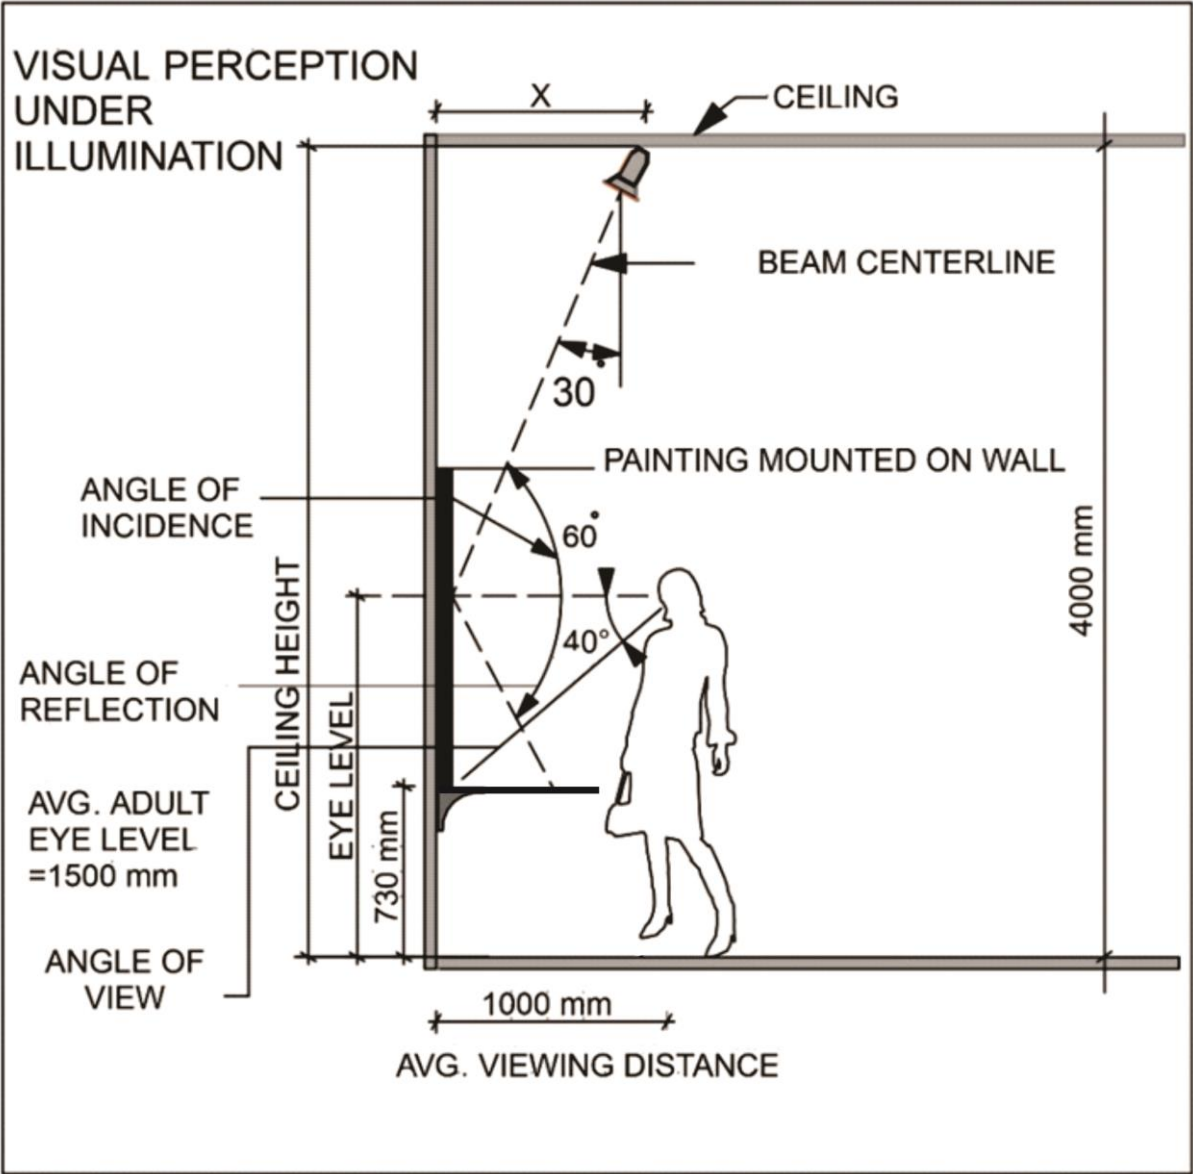 VISUAL PERCEPTION
UNDER
ILLUMINATION
X
CEILING
BEAM CENTERLINE
30°
PAINTING MOUNTED ON WALL
ANGLE OF
INCIDENCE
60°
4000 mm
CEILING HEIGHT
40°
ANGLE OF
REFLECTION
EYE LEVEL
AVG. ADULT
EYE LEVEL
=1500 mm
730 mm
ANGLE OF
VIEW
1000 mm
AVG. VIEWING DISTANCE